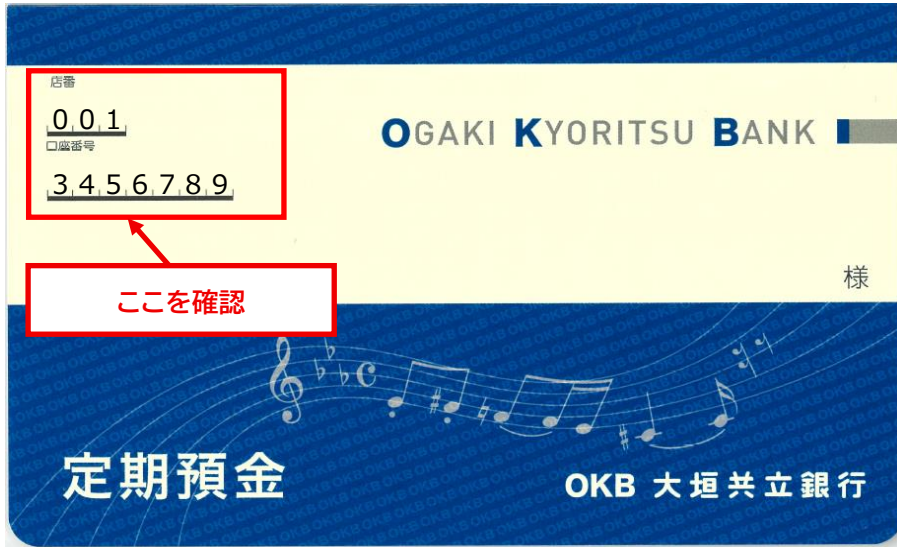 店番
001
口座番号
3456789
OGAKI KYORITSU BANK
様
ここを確認
定期預金
OKB 大垣共立銀行